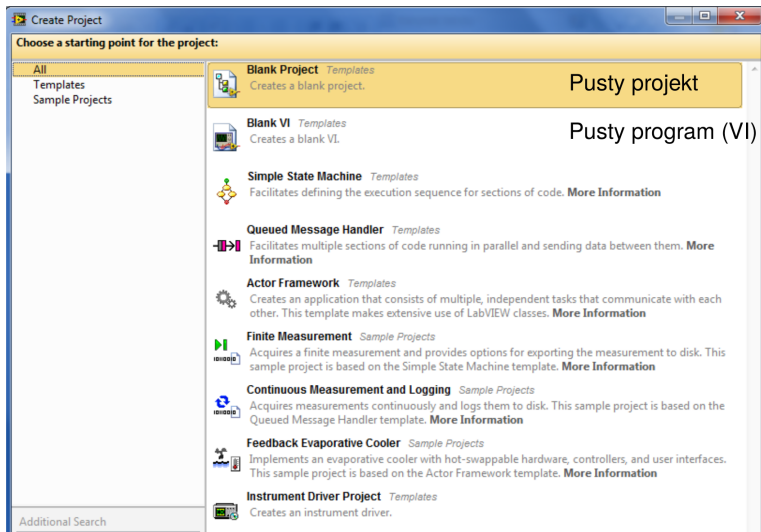 Create Project
Choose a starting point for the project:
All
Templates
Sample Projects
Blank Project Templates
Creates a blank project.
Pusty projekt
Blank VI Templates
Creates a blank VI.
Pusty program (VI)
Simple State Machine Templates
Facilitates defining the execution sequence for sections of code. More Information
Queued Message Handler Templates
Facilitates multiple sections of code running in parallel and sending data between them. More
Information
Actor Framework Templates
Creates an application that consists of multiple, independent tasks that communicate with each
other. This template makes extensive use of LabVIEW classes. More Information
Finite Measurement Sample Projects
Acquires a finite measurement and provides options for exporting the measurement to disk. This
sample project is based on the Simple State Machine template. More Information
Continuous Measurement and Logging Sample Projects
Acquires measurements continuously and logs them to disk. This sample project is based on the
Queued Message Handler template. More Information
Feedback Evaporative Cooler Sample Projects
Implements an evaporative cooler with hot-swappable hardware, controllers, and user interfaces.
This sample project is based on the Actor Framework template. More Information
Instrument Driver Project Templates
Creates an instrument driver.
Additional Search